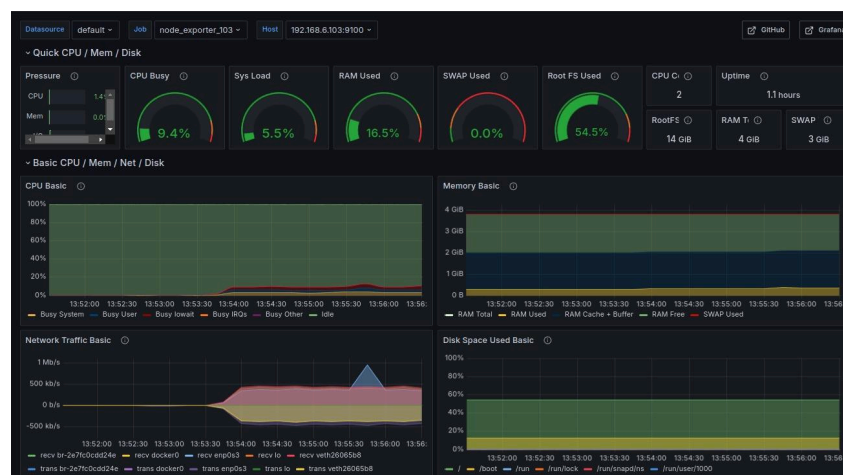 Datasource default Job node_exporter_103 Host 192.168.6.103:9100 GitHub Grafana
Quick CPU / Mem / Disk
Pressure CPU Busy Sys Load RAM Used SWAP Used Root FS Used CPU Uptime
CPU 1.4
Mem 0.0
9.4% 5.5% 16.5% 0.0% 54.5%
2 1.1 hours
RootFS RAM SWAP
14 GiB 4 GiB 3 GiB
Basic CPU / Mem / Net / Disk
CPU Basic
100%
80%
60%
40%
20%
0%
13:52:00 13:52:30 13:53:00 13:53:30 13:54:00 13:54:30 13:55:00 13:55:30 13:56:00 13:56:
Busy System Busy User Busy Iowait Busy IRQs Busy Other Idle
Memory Basic
4 GiB
3 GiB
2 GiB
1 GiB
0 B
13:52:00 13:52:30 13:53:00 13:53:30 13:54:00 13:54:30 13:55:00 13:55:30 13:56:00 13:56
RAM Total RAM Used RAM Cache + Buffer RAM Free SWAP Used
Network Traffic Basic
1 Mb/s
500 kb/s
0 b/s
-500 kb/s
13:52:00 13:52:30 13:53:00 13:53:30 13:54:00 13:54:30 13:55:00 13:55:30 13:56:00 13:56:
recv br-2e7fc0cdd24e recv docker0 recv enp0s3 recv lo recv veth26065b8
trans br-2e7fc0cdd24e trans docker0 trans enp0s3 trans lo trans veth26065b8
Disk Space Used Basic
100%
80%
60%
40%
20%
0%
13:52:00 13:52:30 13:53:00 13:53:30 13:54:00 13:54:30 13:55:00 13:55:30 13:56:00 13:56
/ /boot /run /run/lock /run/snapd/ns /run/user/1000